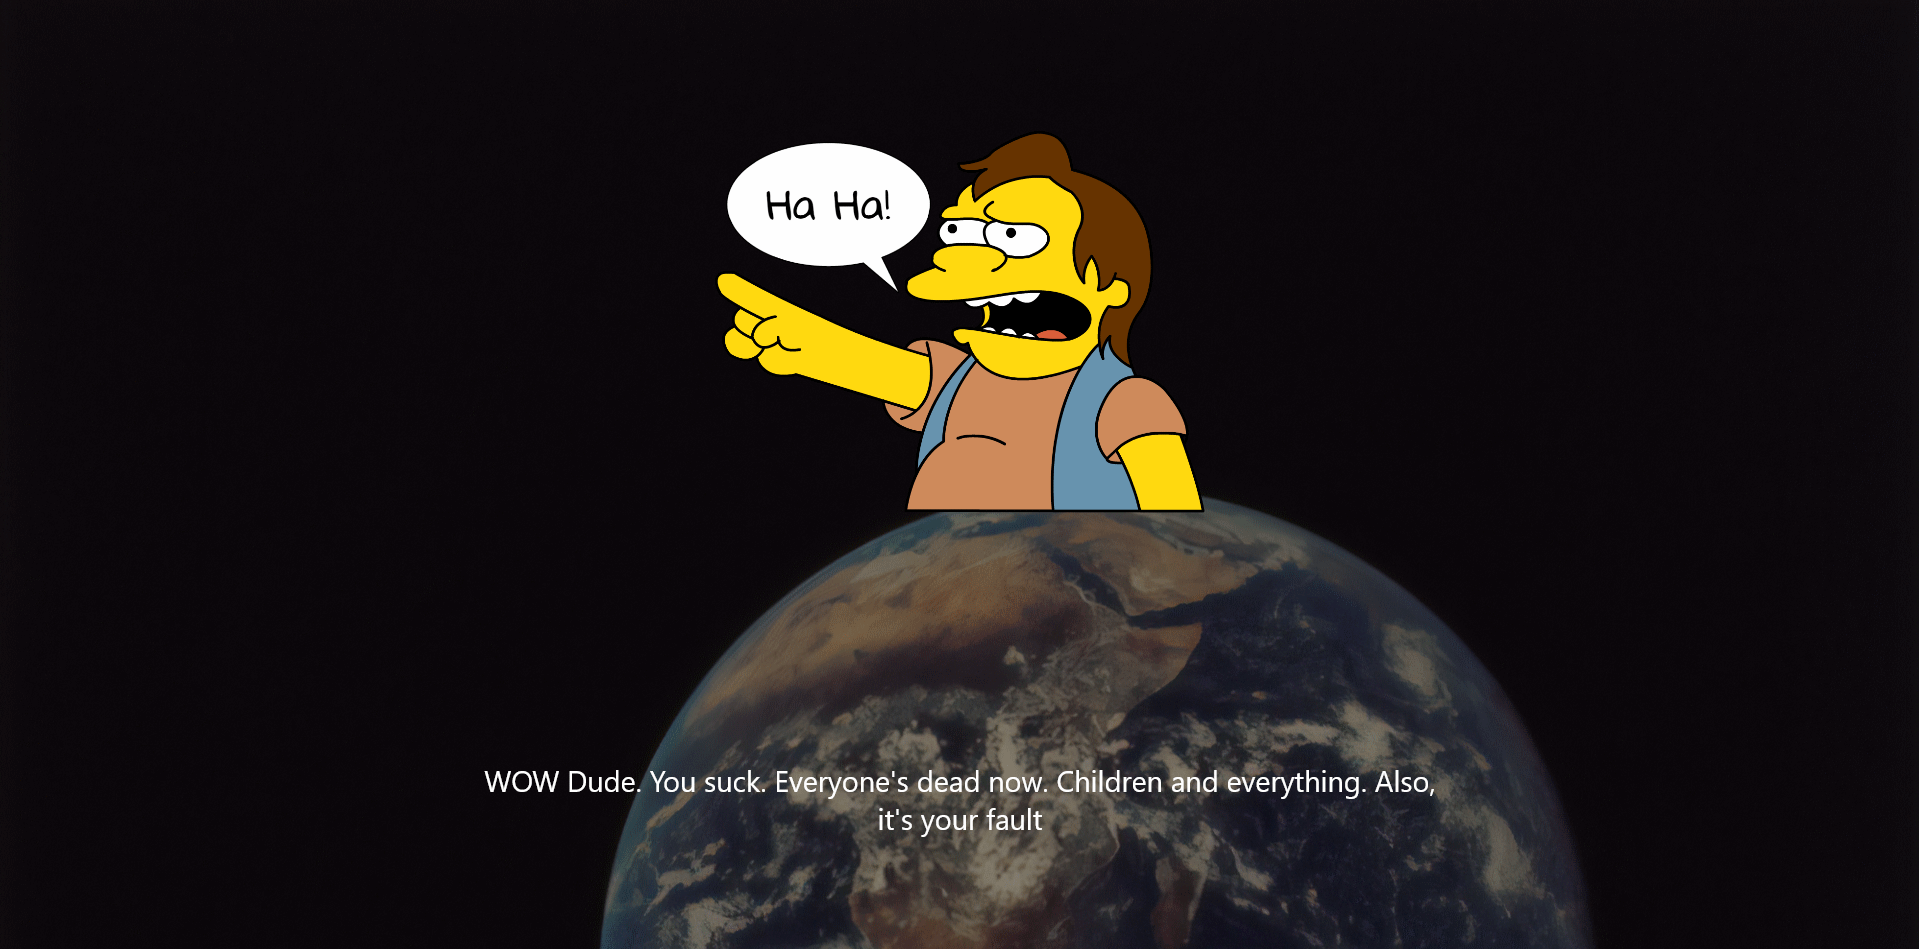 Ha Ha!
WOW Dude. You suck. Everyone's dead now. Children and everything. Also,
it's your fault